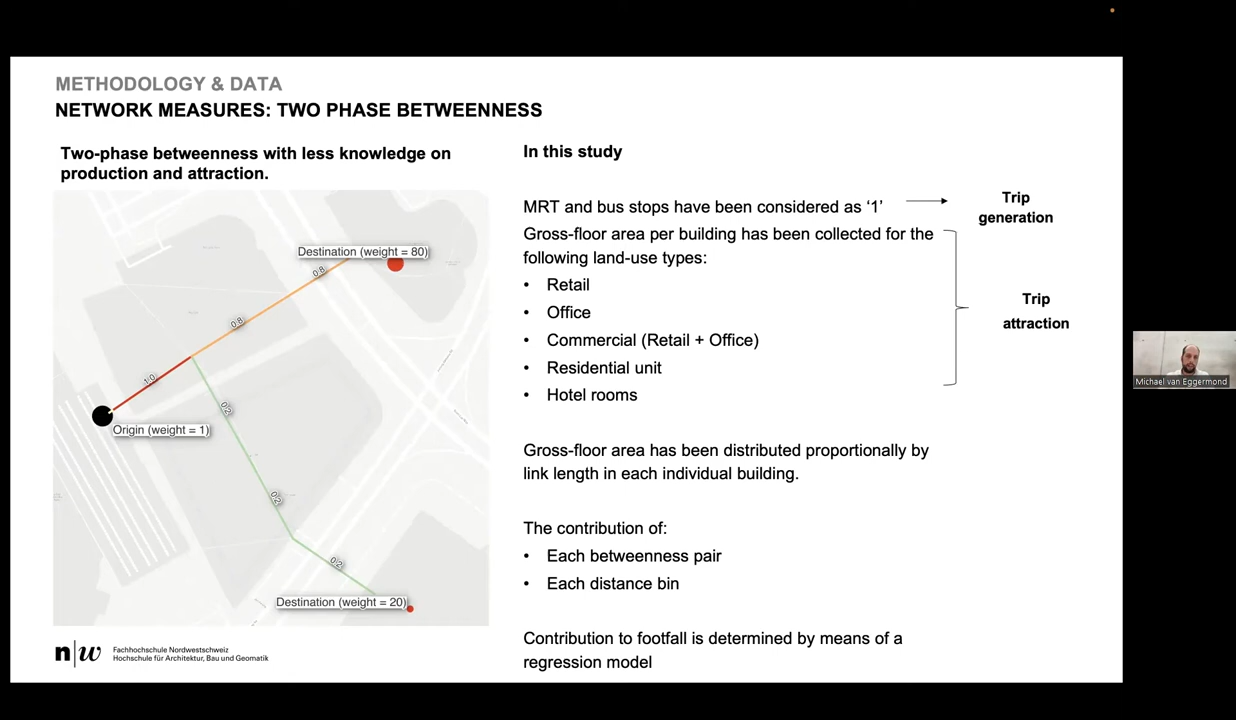 METHODOLOGY & DATA
NETWORK MEASURES: TWO PHASE BETWEENNESS
Two-phase betweenness with less knowledge on
production and attraction.
Destination (weight = 80)
0.8
0.8
1.0
Origin (weight = 1)
0.2
0.2
0.2
Destination (weight = 20)
n|w
Fachhochschule Nordwestschweiz
Hochschule für Architektur, Bau und Geomatik
In this study
MRT and bus stops have been considered as ‘1’
Gross-floor area per building has been collected for the
following land-use types:
• Retail
• Office
• Commercial (Retail + Office)
• Residential unit
• Hotel rooms
Gross-floor area has been distributed proportionally by
link length in each individual building.
The contribution of:
• Each betweenness pair
• Each distance bin
Contribution to footfall is determined by means of a
regression model
Trip
generation
Trip
attraction
Michael van Eggermond